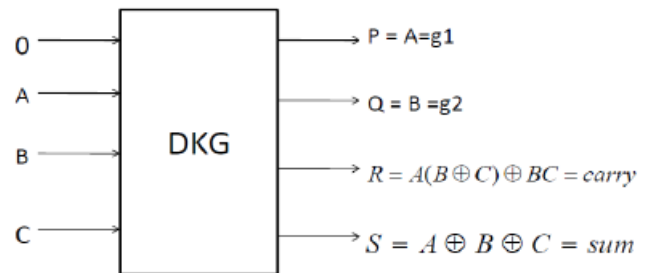 0
P = A=g1
A
Q = B =g2
B
DKG
R = A(B ⊕ C) ⊕ BC = carry
C
S = A ⊕ B ⊕ C = sum